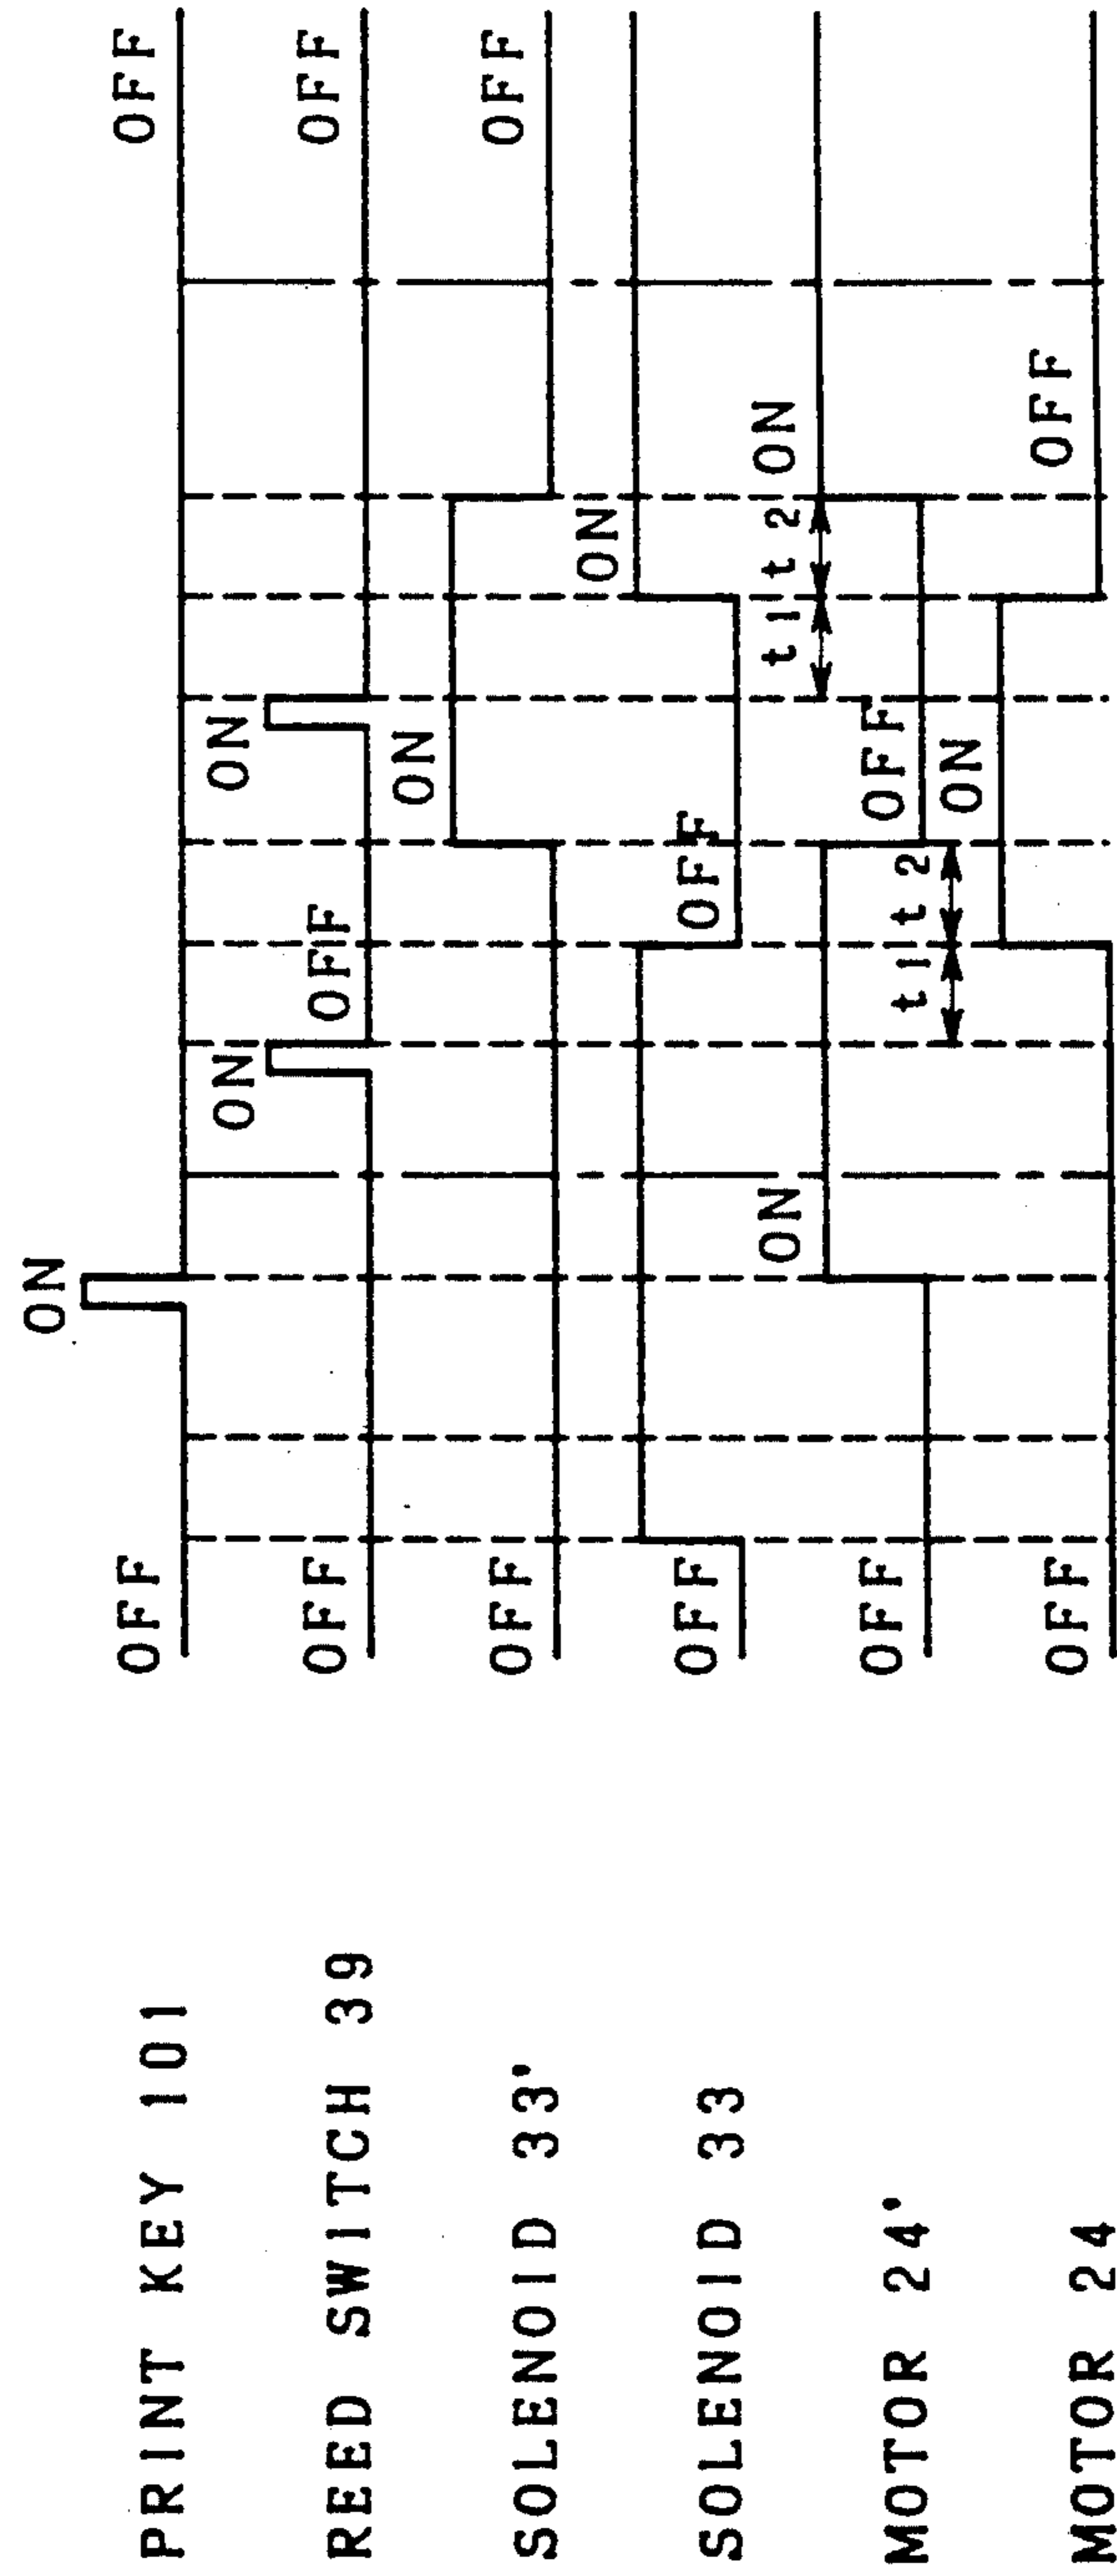 PRINT KEY 101 OFF ON OFF
REED SWITCH 39 OFF ON OFF ON OFF
SOLENOID 33' OFF ON OFF
SOLENOID 33 OFF OFF ON
MOTOR 24' OFF ON OFF t1 t2 ON
MOTOR 24 OFF t1 t2 ON OFF